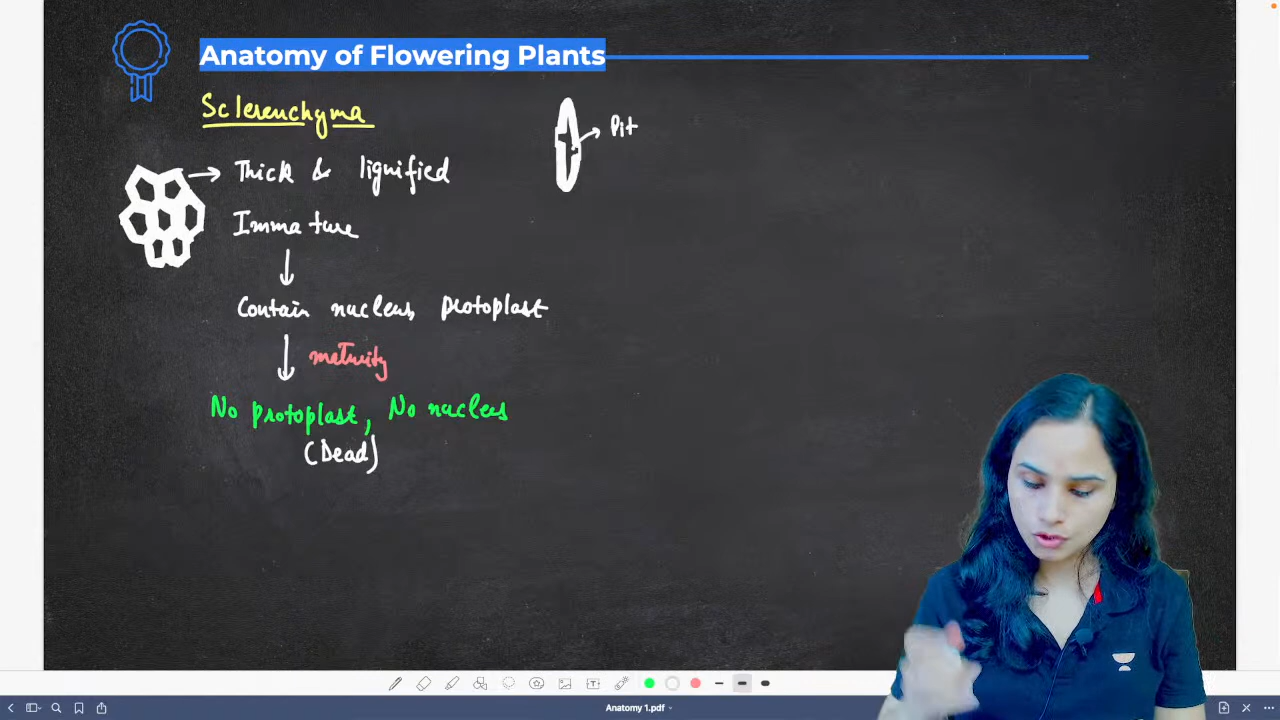 Anatomy of Flowering Plants
Sclerenchyma
Pit
Thick & lignified
Immature
Contain nucleus protoplast
maturity
No protoplast, No nucleus
(Dead)
Anatomy 1.pdf